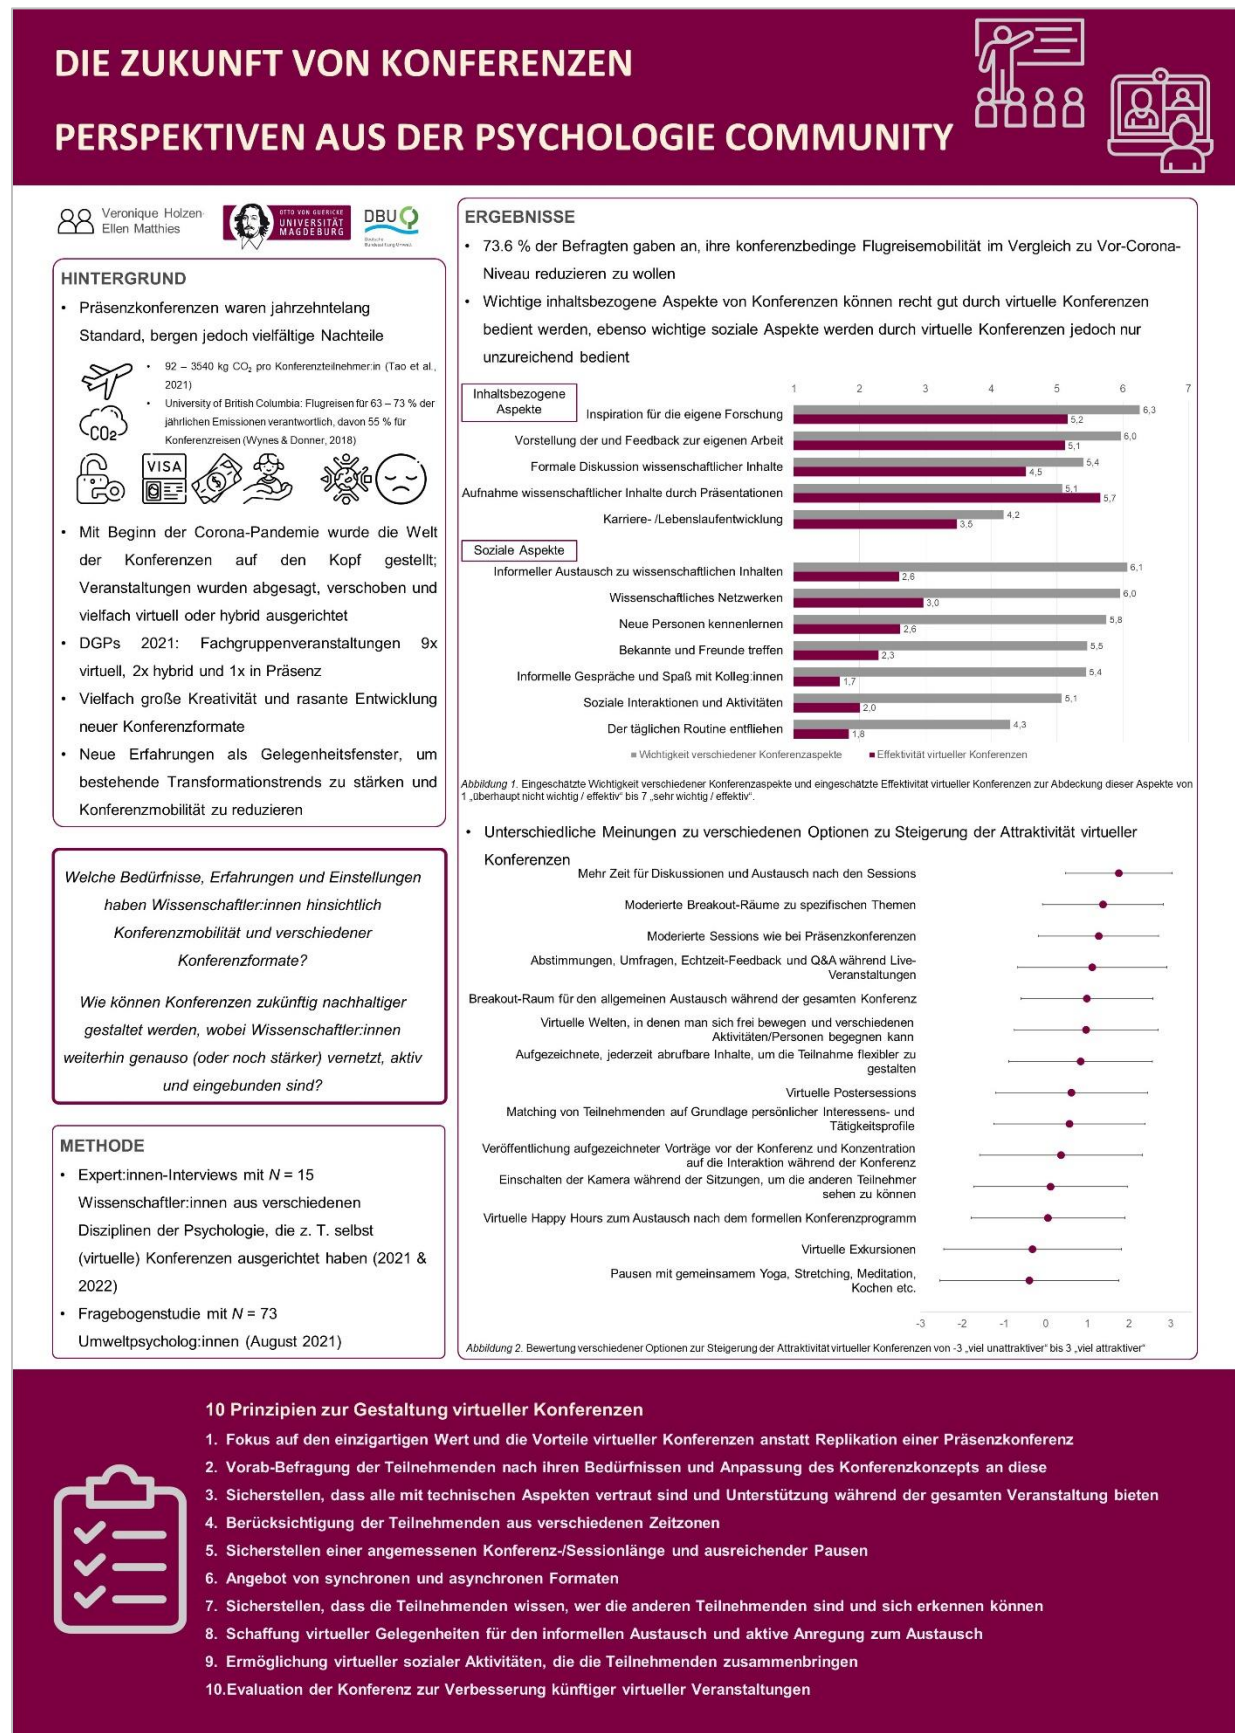 DIE ZUKUNFT VON KONFERENZEN
PERSPEKTIVEN AUS DER PSYCHOLOGIE COMMUNITY
Veronique Holzen
Ellen Matthies
OTTO VON GUERICKE
UNIVERSITÄT
MAGDEBURG
DBU
Deutsche
Bundesstiftung Umwelt
HINTERGRUND
• Präsenzkonferenzen waren jahrzehntelang
Standard, bergen jedoch vielfältige Nachteile
• 92 – 3540 kg CO₂ pro Konferenzteilnehmer:in (Tao et al.,
2021)
• University of British Columbia: Flugreisen für 63 – 73 % der
jährlichen Emissionen verantwortlich, davon 55 % für
Konferenzreisen (Wynes & Donner, 2018)
CO2
VISA
• Mit Beginn der Corona-Pandemie wurde die Welt
der Konferenzen auf den Kopf gestellt;
Veranstaltungen wurden abgesagt, verschoben und
vielfach virtuell oder hybrid ausgerichtet
• DGPs 2021: Fachgruppenveranstaltungen 9x
virtuell, 2x hybrid und 1x in Präsenz
• Vielfach große Kreativität und rasante Entwicklung
neuer Konferenzformate
• Neue Erfahrungen als Gelegenheitsfenster, um
bestehende Transformationstrends zu stärken und
Konferenzmobilität zu reduzieren
Welche Bedürfnisse, Erfahrungen und Einstellungen
haben Wissenschaftler:innen hinsichtlich
Konferenzmobilität und verschiedener
Konferenzformate?
Wie können Konferenzen zukünftig nachhaltiger
gestaltet werden, wobei Wissenschaftler:innen
weiterhin genauso (oder noch stärker) vernetzt, aktiv
und eingebunden sind?
METHODE
• Expert:innen-Interviews mit N = 15
Wissenschaftler:innen aus verschiedenen
Disziplinen der Psychologie, die z. T. selbst
(virtuelle) Konferenzen ausgerichtet haben (2021 &
2022)
• Fragebogenstudie mit N = 73
Umweltpsycholog:innen (August 2021)
ERGEBNISSE
• 73.6 % der Befragten gaben an, ihre konferenzbedinge Flugreisemobilität im Vergleich zu Vor-Corona-
Niveau reduzieren zu wollen
• Wichtige inhaltsbezogene Aspekte von Konferenzen können recht gut durch virtuelle Konferenzen
bedient werden, ebenso wichtige soziale Aspekte werden durch virtuelle Konferenzen jedoch nur
unzureichend bedient
1 2 3 4 5 6 7
Inhaltsbezogene
Aspekte
Inspiration für die eigene Forschung 6,3
5,2
Vorstellung der und Feedback zur eigenen Arbeit 6,0
5,1
Formale Diskussion wissenschaftlicher Inhalte 5,4
4,5
Aufnahme wissenschaftlicher Inhalte durch Präsentationen 5,1
5,7
Karriere- /Lebenslaufentwicklung 4,2
3,5
Soziale Aspekte
Informeller Austausch zu wissenschaftlichen Inhalten 6,1
2,6
Wissenschaftliches Netzwerken 6,0
3,0
Neue Personen kennenlernen 5,8
2,6
Bekannte und Freunde treffen 5,5
2,3
Informelle Gespräche und Spaß mit Kolleg:innen 5,4
1,7
Soziale Interaktionen und Aktivitäten 5,1
2,0
Der täglichen Routine entfliehen 4,3
1,8
Wichtigkeit verschiedener Konferenzaspekte Effektivität virtueller Konferenzen
Abbildung 1. Eingeschätzte Wichtigkeit verschiedener Konferenzaspekte und eingeschätzte Effektivität virtueller Konferenzen zur Abdeckung dieser Aspekte von
1 „überhaupt nicht wichtig / effektiv“ bis 7 „sehr wichtig / effektiv“.
• Unterschiedliche Meinungen zu verschiedenen Optionen zu Steigerung der Attraktivität virtueller
Konferenzen
Mehr Zeit für Diskussionen und Austausch nach den Sessions
Moderierte Breakout-Räume zu spezifischen Themen
Moderierte Sessions wie bei Präsenzkonferenzen
Abstimmungen, Umfragen, Echtzeit-Feedback und Q&A während Live-
Veranstaltungen
Breakout-Raum für den allgemeinen Austausch während der gesamten Konferenz
Virtuelle Welten, in denen man sich frei bewegen und verschiedenen
Aktivitäten/Personen begegnen kann
Aufgezeichnete, jederzeit abrufbare Inhalte, um die Teilnahme flexibler zu
gestalten
Virtuelle Postersessions
Matching von Teilnehmenden auf Grundlage persönlicher Interessens- und
Tätigkeitsprofile
Veröffentlichung aufgezeichneter Vorträge vor der Konferenz und Konzentration
auf die Interaktion während der Konferenz
Einschalten der Kamera während der Sitzungen, um die anderen Teilnehmer
sehen zu können
Virtuelle Happy Hours zum Austausch nach dem formellen Konferenzprogramm
Virtuelle Exkursionen
Pausen mit gemeinsamem Yoga, Stretching, Meditation,
Kochen etc.
-3 -2 -1 0 1 2 3
Abbildung 2. Bewertung verschiedener Optionen zur Steigerung der Attraktivität virtueller Konferenzen von -3 „viel unattraktiver“ bis 3 „viel attraktiver“
10 Prinzipien zur Gestaltung virtueller Konferenzen
1. Fokus auf den einzigartigen Wert und die Vorteile virtueller Konferenzen anstatt Replikation einer Präsenzkonferenz
2. Vorab-Befragung der Teilnehmenden nach ihren Bedürfnissen und Anpassung des Konferenzkonzepts an diese
3. Sicherstellen, dass alle mit technischen Aspekten vertraut sind und Unterstützung während der gesamten Veranstaltung bieten
4. Berücksichtigung der Teilnehmenden aus verschiedenen Zeitzonen
5. Sicherstellen einer angemessenen Konferenz-/Sessionlänge und ausreichender Pausen
6. Angebot von synchronen und asynchronen Formaten
7. Sicherstellen, dass die Teilnehmenden wissen, wer die anderen Teilnehmenden sind und sich erkennen können
8. Schaffung virtueller Gelegenheiten für den informellen Austausch und aktive Anregung zum Austausch
9. Ermöglichung virtueller sozialer Aktivitäten, die die Teilnehmenden zusammenbringen
10.Evaluation der Konferenz zur Verbesserung künftiger virtueller Veranstaltungen